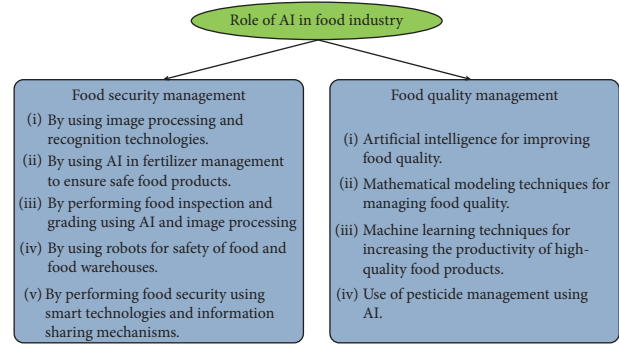 Role of AI in food industry
Food security management
(i) By using image processing and
recognition technologies.
(ii) By using AI in fertilizer management
to ensure safe food products.
(iii) By performing food inspection and
grading using AI and image processing
(iv) By using robots for safety of food and
food warehouses.
(v) By performing food security using
smart technologies and information
sharing mechanisms.
Food quality management
(i) Artificial intelligence for improving
food quality.
(ii) Mathematical modeling techniques for
managing food quality.
(iii) Machine learning techniques for
increasing the productivity of high-
quality food products.
(iv) Use of pesticide management using
AI.